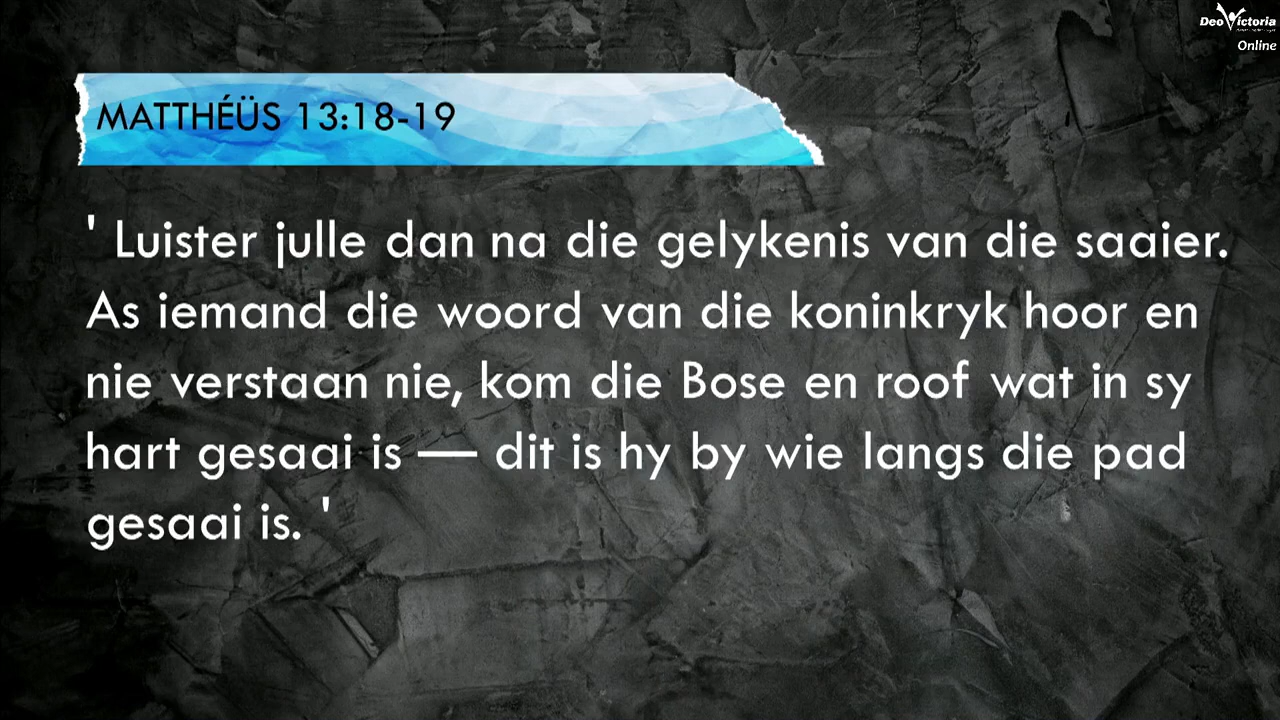 DeoVictoria
Online
MATTHÉÜS 13:18-19
' Luister julle dan na die gelykenis van die saaier.
As iemand die woord van die koninkryk hoor en
nie verstaan nie, kom die Bose en roof wat in sy
hart gesaai is — dit is hy by wie langs die pad
gesaai is. '